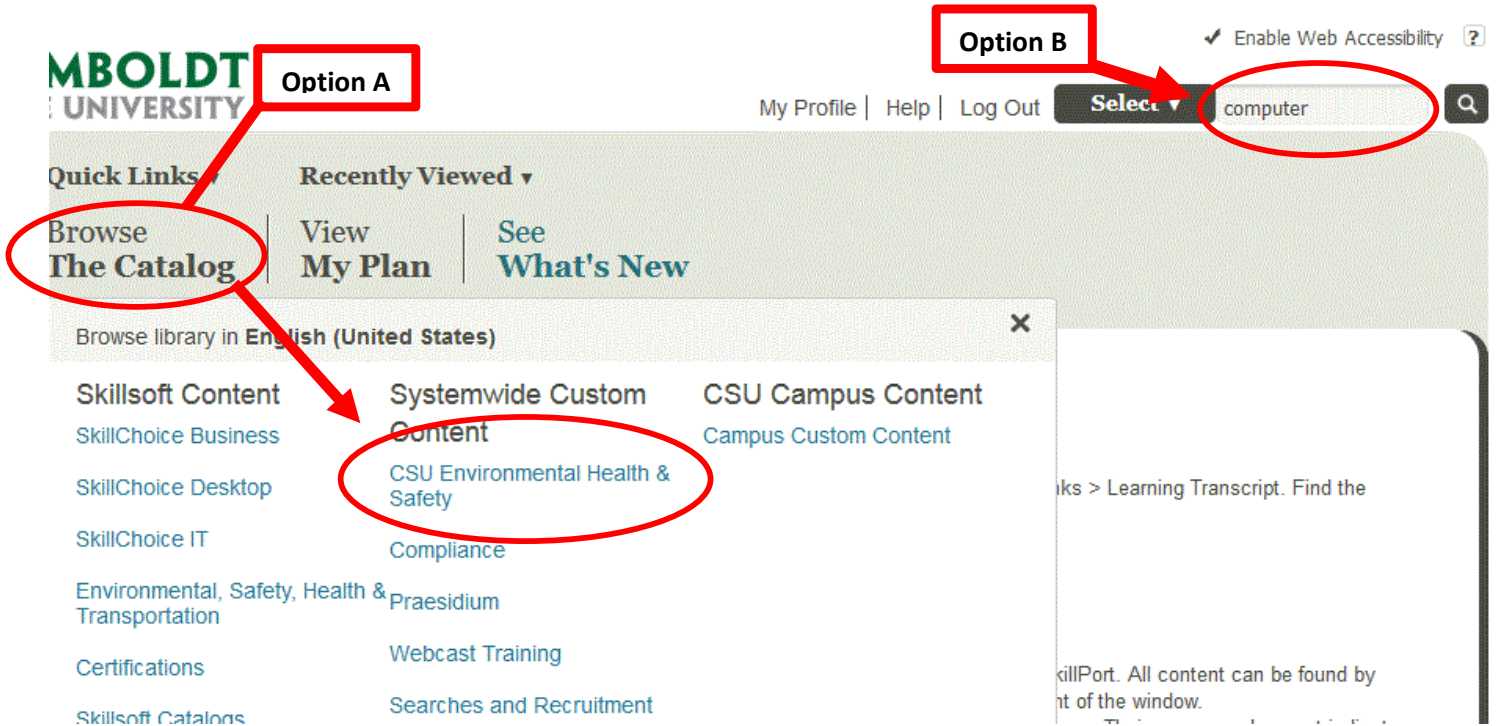 Option B
✔ Enable Web Accessibility ?
MBOLDT
Option A
UNIVERSITY
My Profile | Help | Log Out
Select ▼
computer
Quick Links ▼
Recently Viewed ▼
Browse
The Catalog
View
My Plan
See
What's New
Browse library in English (United States)
Skillsoft Content
SkillChoice Business
SkillChoice Desktop
SkillChoice IT
Environmental, Safety, Health &
Transportation
Certifications
Skillsoft Catalogs
Systemwide Custom
Content
CSU Environmental Health &
Safety
Compliance
Praesidium
Webcast Training
Searches and Recruitment
CSU Campus Content
Campus Custom Content
> Learning Transcript. Find the
All content can be found by
of the window.